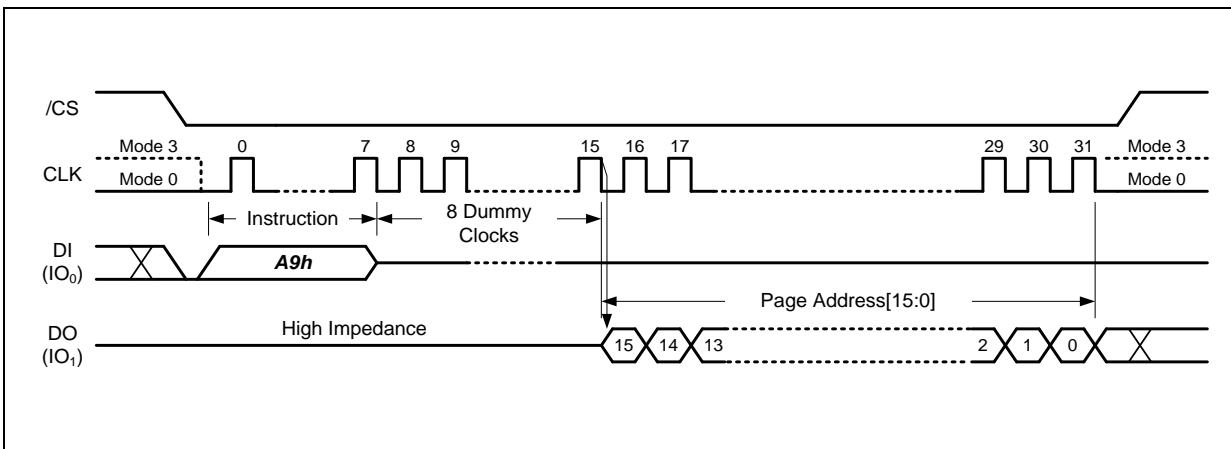 /CS
Mode 3 0 7 8 9 15 16 17 29 30 31 Mode 3
CLK
Mode 0 Mode 0
Instruction 8 Dummy
Clocks
DI
(IO₀)
A9h
Page Address[15:0]
DO
(IO₁)
High Impedance
15 14 13 2 1 0